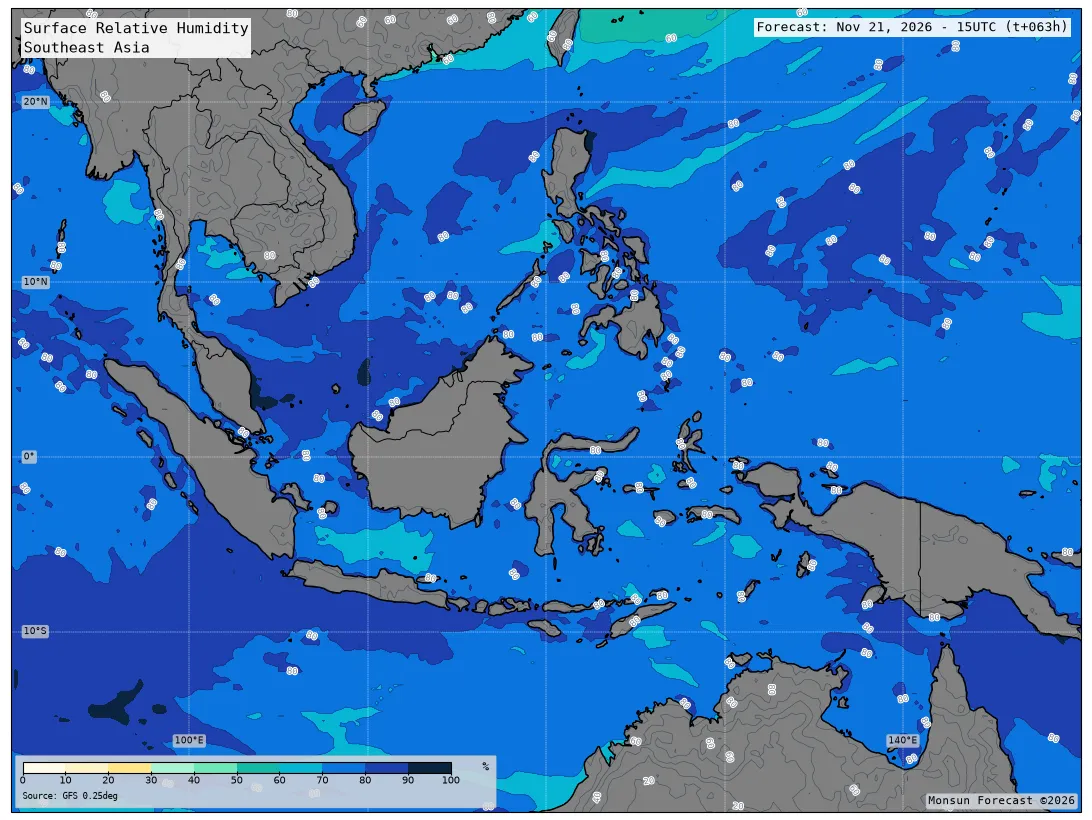 Surface Relative Humidity
Southeast Asia
Forecast: Nov 21, 2026 - 15UTC (t+063h)
20°N
10°N
0°
10°S
100°E
140°E
0 10 20 30 40 50 60 70 80 90 100
%
Source: GFS 0.25deg
Monsun Forecast ©2026